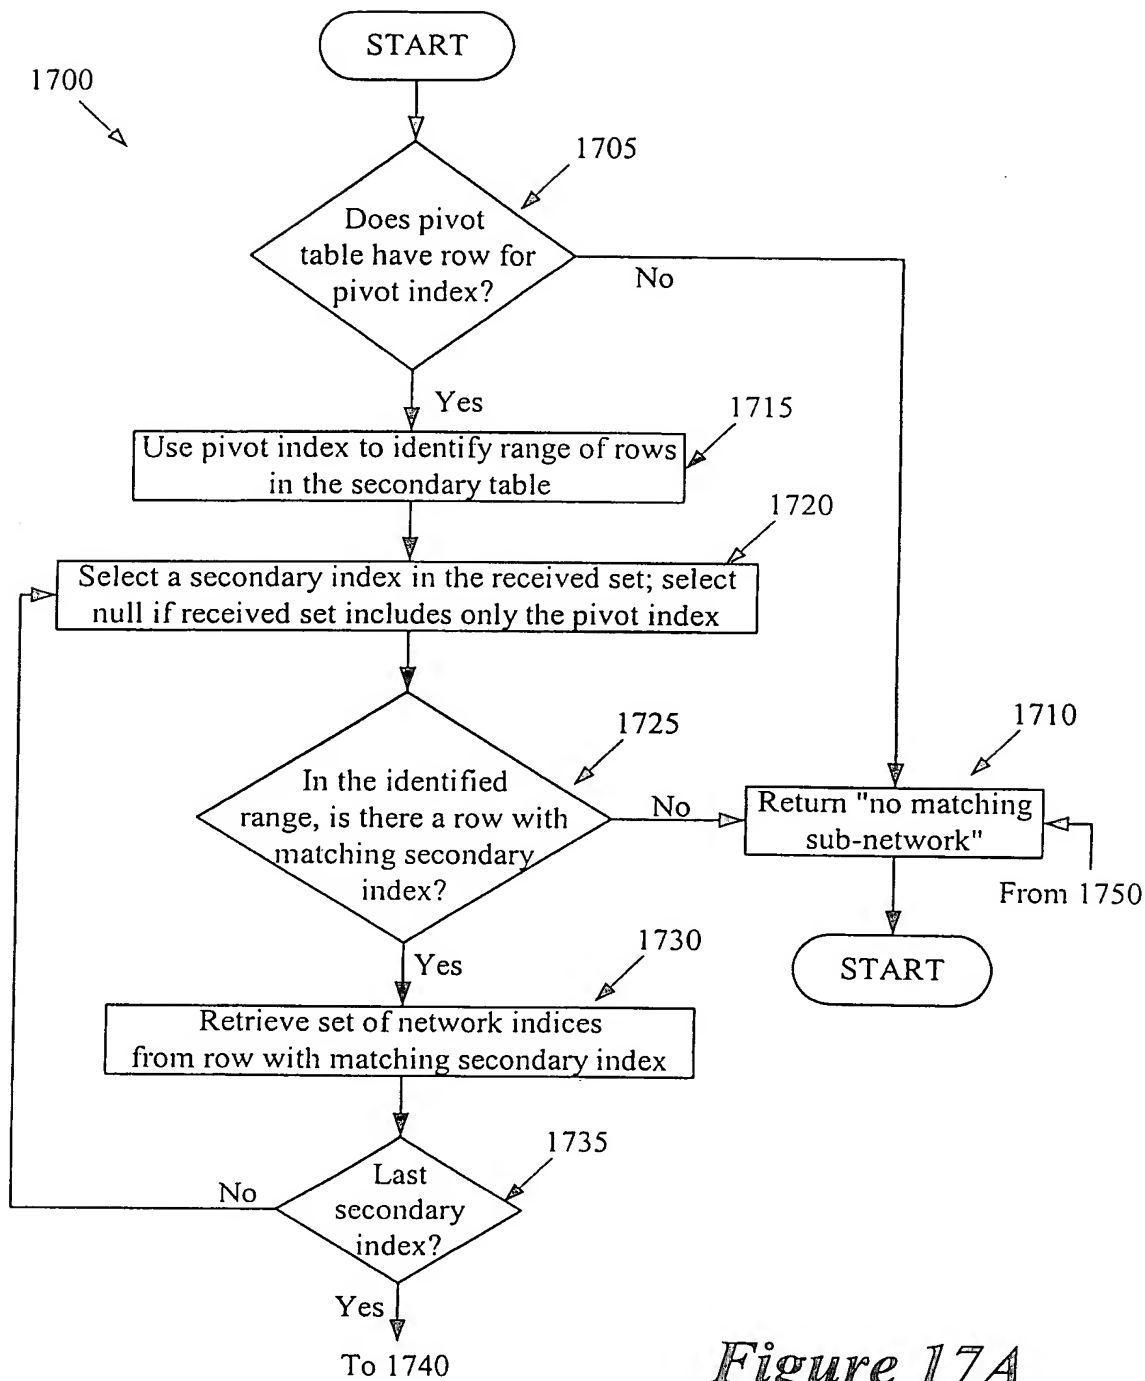 START
1700
1705
Does pivot
table have row for
pivot index?
No
Yes
1715
Use pivot index to identify range of rows
in the secondary table
1720
Select a secondary index in the received set; select
null if received set includes only the pivot index
1725
In the identified
range, is there a row with
matching secondary
index?
No
1710
Return "no matching
sub-network"
From 1750
START
Yes
1730
Retrieve set of network indices
from row with matching secondary index
1735
Last
secondary
index?
No
Yes
To 1740
Figure 17A